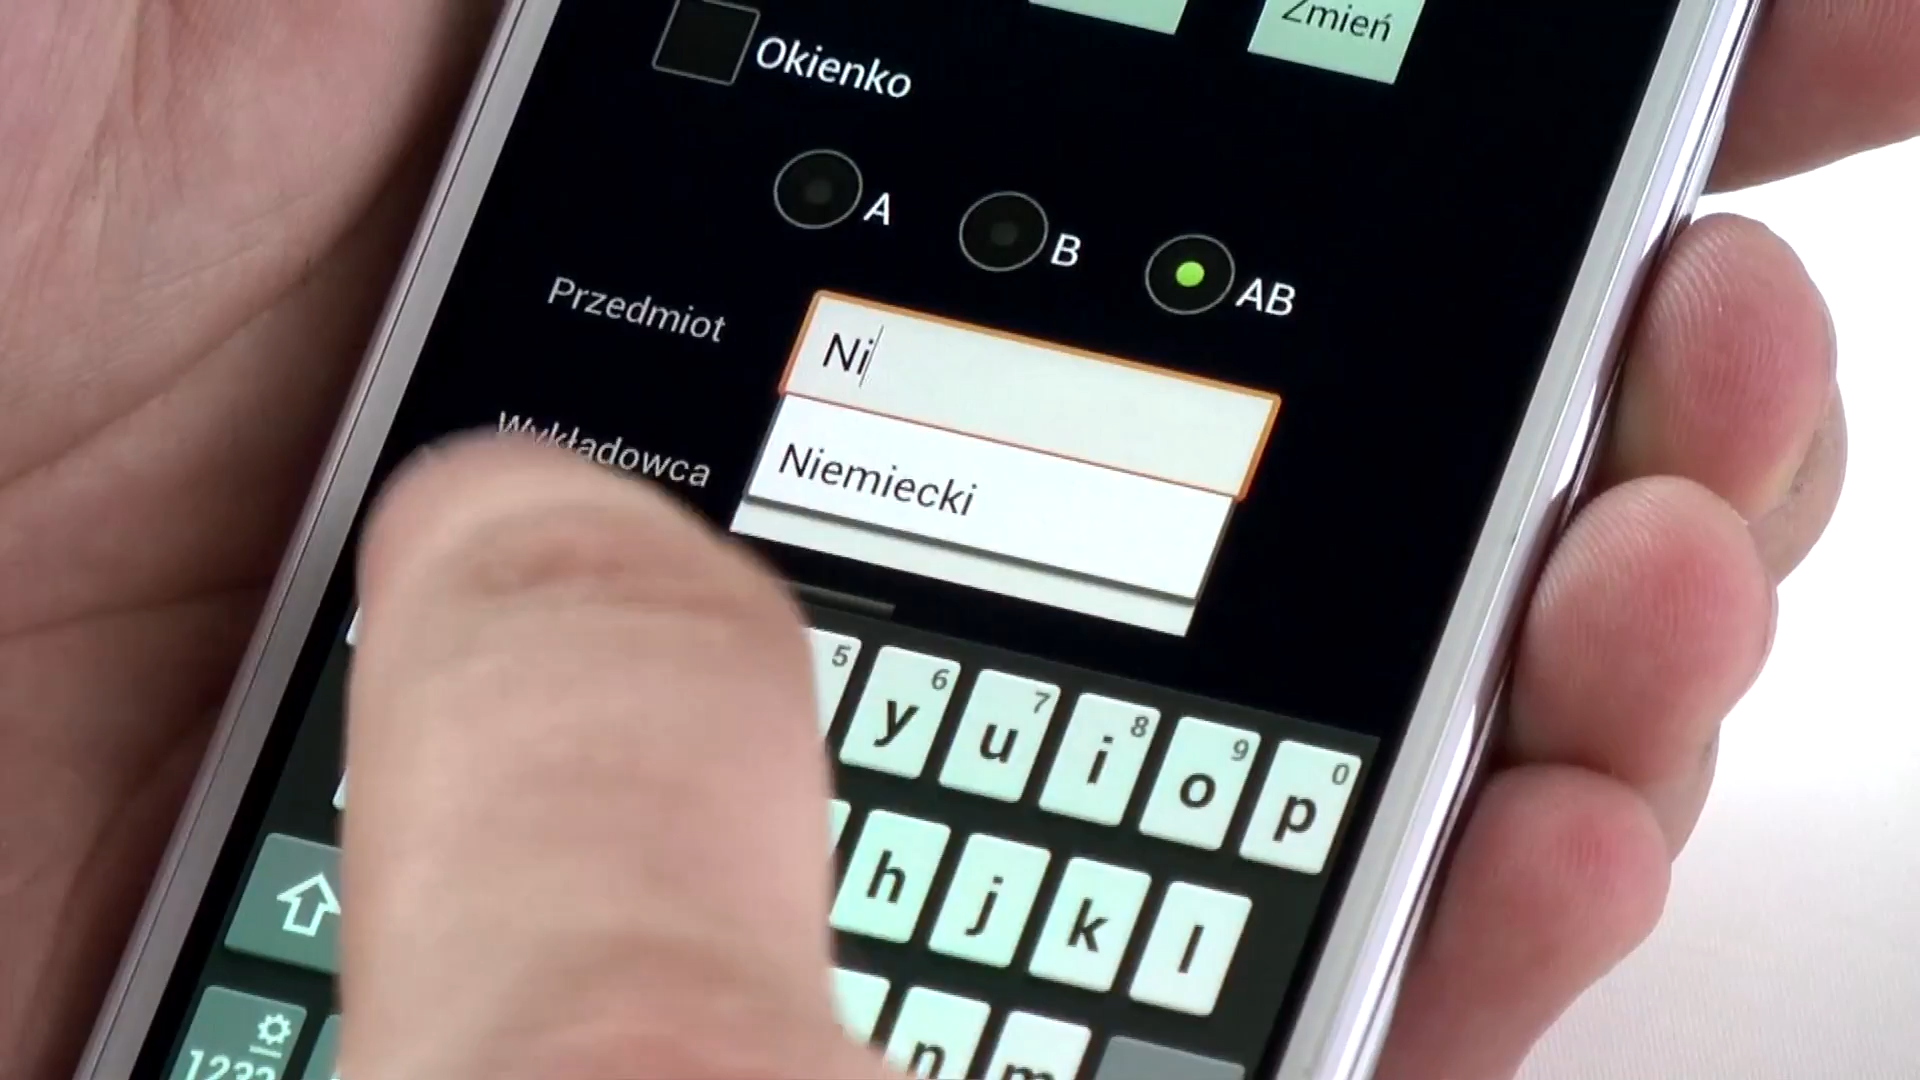 Zmień
Okienko
A
B
AB
Przedmiot
Ni
Wykładowca
Niemiecki
5
6
7
8
9
0
y
u
i
o
p
h
j
k
l
n
m